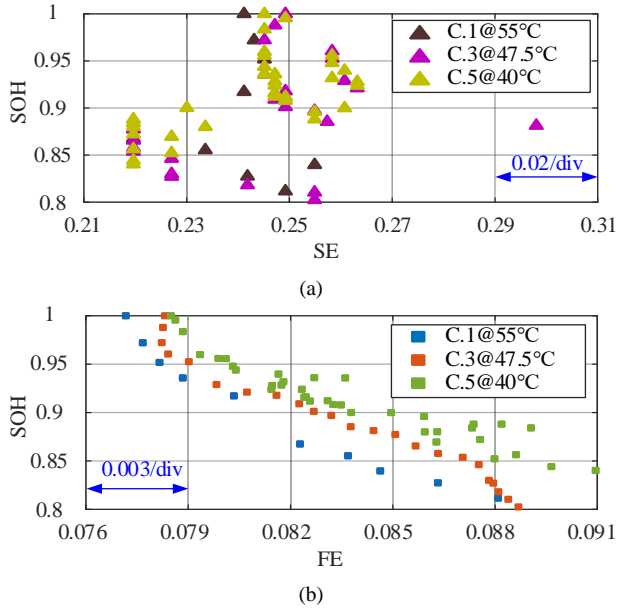 1
C.1@55°C
C.3@47.5°C
0.95
C.5@40°C
SOH
0.9
0.85
0.02/div
0.8
0.21 0.23 0.25 0.27 0.29 0.31
SE
(a)
1
C.1@55°C
C.3@47.5°C
0.95
C.5@40°C
SOH
0.9
0.85
0.003/div
0.8
0.076 0.079 0.082 0.085 0.088 0.091
FE
(b)